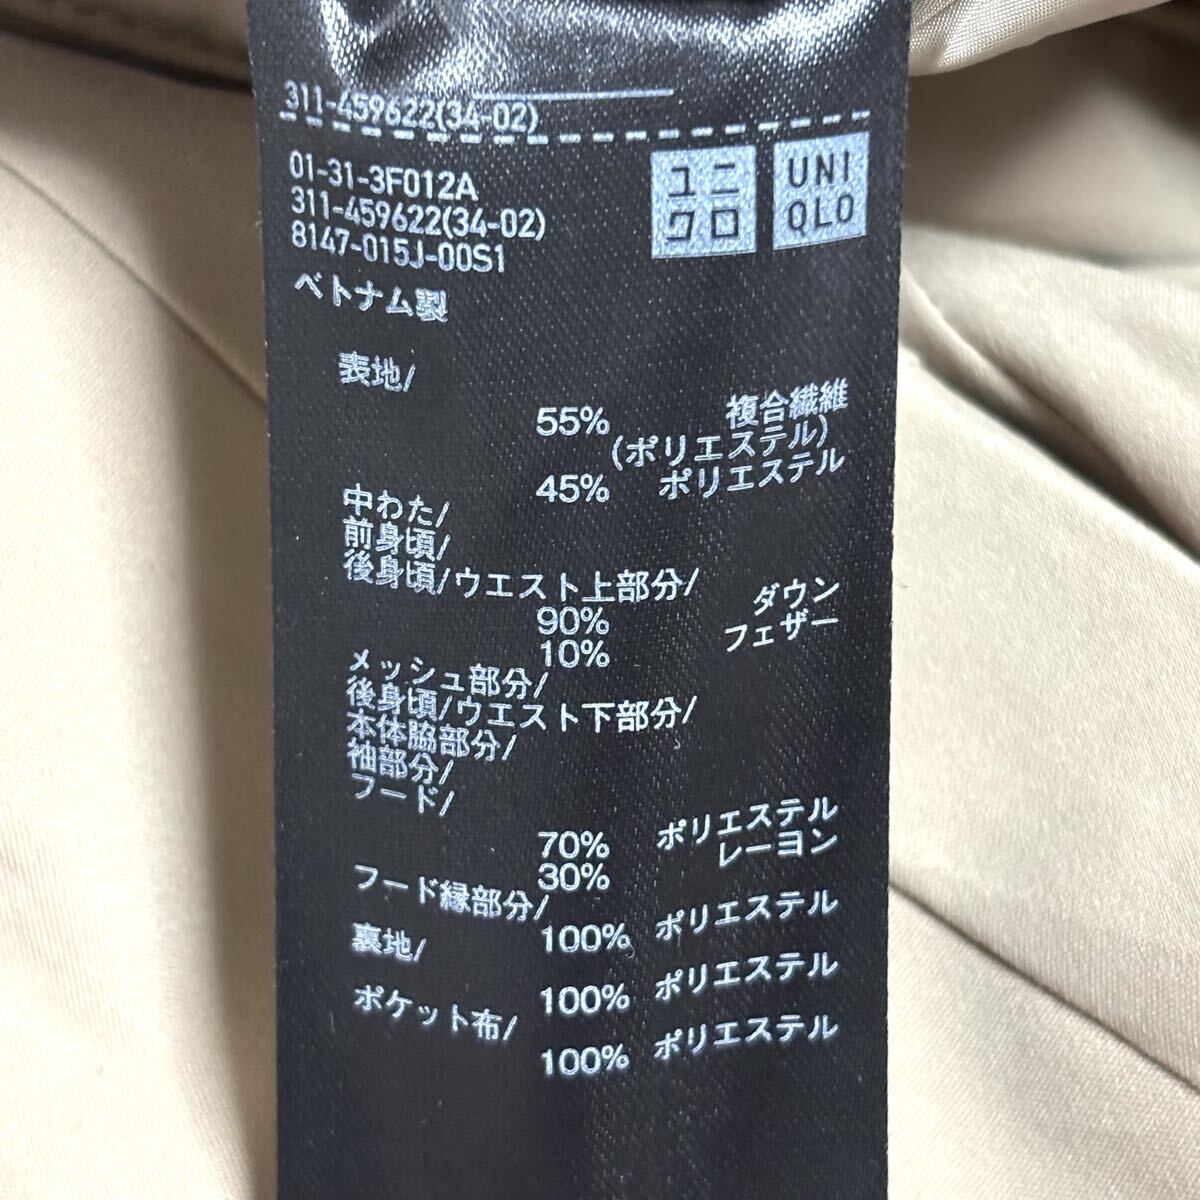 311-459622(34-02)
01-31-3F012A
311-459622(34-02)
8147-015J-00S1
ベトナム製
ユニ
クロ
UNI
QLO
表地/
55% 複合繊維
(ポリエステル)
45% ポリエステル
中わた/
前身頃/
後身頃/ウエスト上部分/
90% ダウン
10% フェザー
メッシュ部分/
後身頃/ウエスト下部分/
本体脇部分/
袖部分/
フード/
70% ポリエステル
30% レーヨン
フード縁部分/
100% ポリエステル
裏地/
100% ポリエステル
ポケット布/
100% ポリエステル